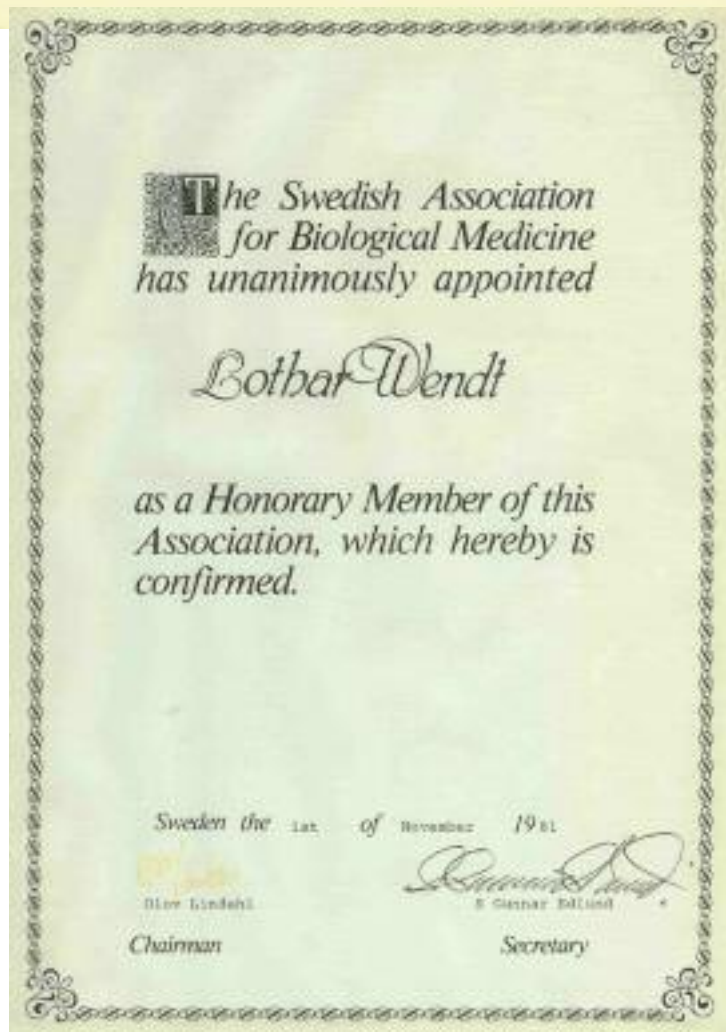 The Swedish Association
for Biological Medicine
has unanimously appointed
Lothar Wendt
as a Honorary Member of this
Association, which hereby is
confirmed.
Sweden the 1st of November 1981
Olov Lindahl
S Gunnar Edlund
Chairman Secretary